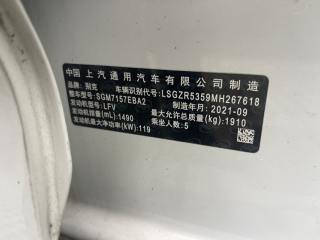 中国 上汽通用汽车有限公司制造
品牌：别克 车辆识别代号：LSGZR5359MH267618
整车型号：SGM7157EBA2 制造年月：2021-09
发动机型号：LFV 最大允许总质量(kg)：1910
发动机排量(mL)：1490 乘坐人数：5
发动机最大净功率(kW)：119